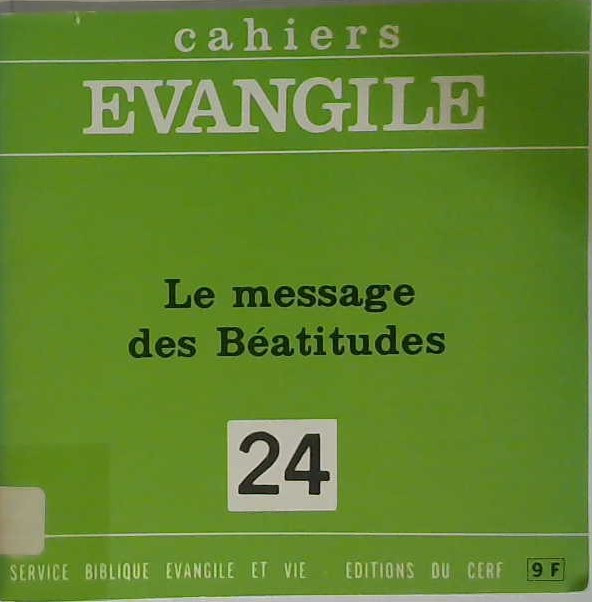 cahiers
EVANGILE
Le message
des Béatitudes
24
SERVICE BIBLIQUE EVANGILE ET VIE - EDITIONS DU CERF 9 F